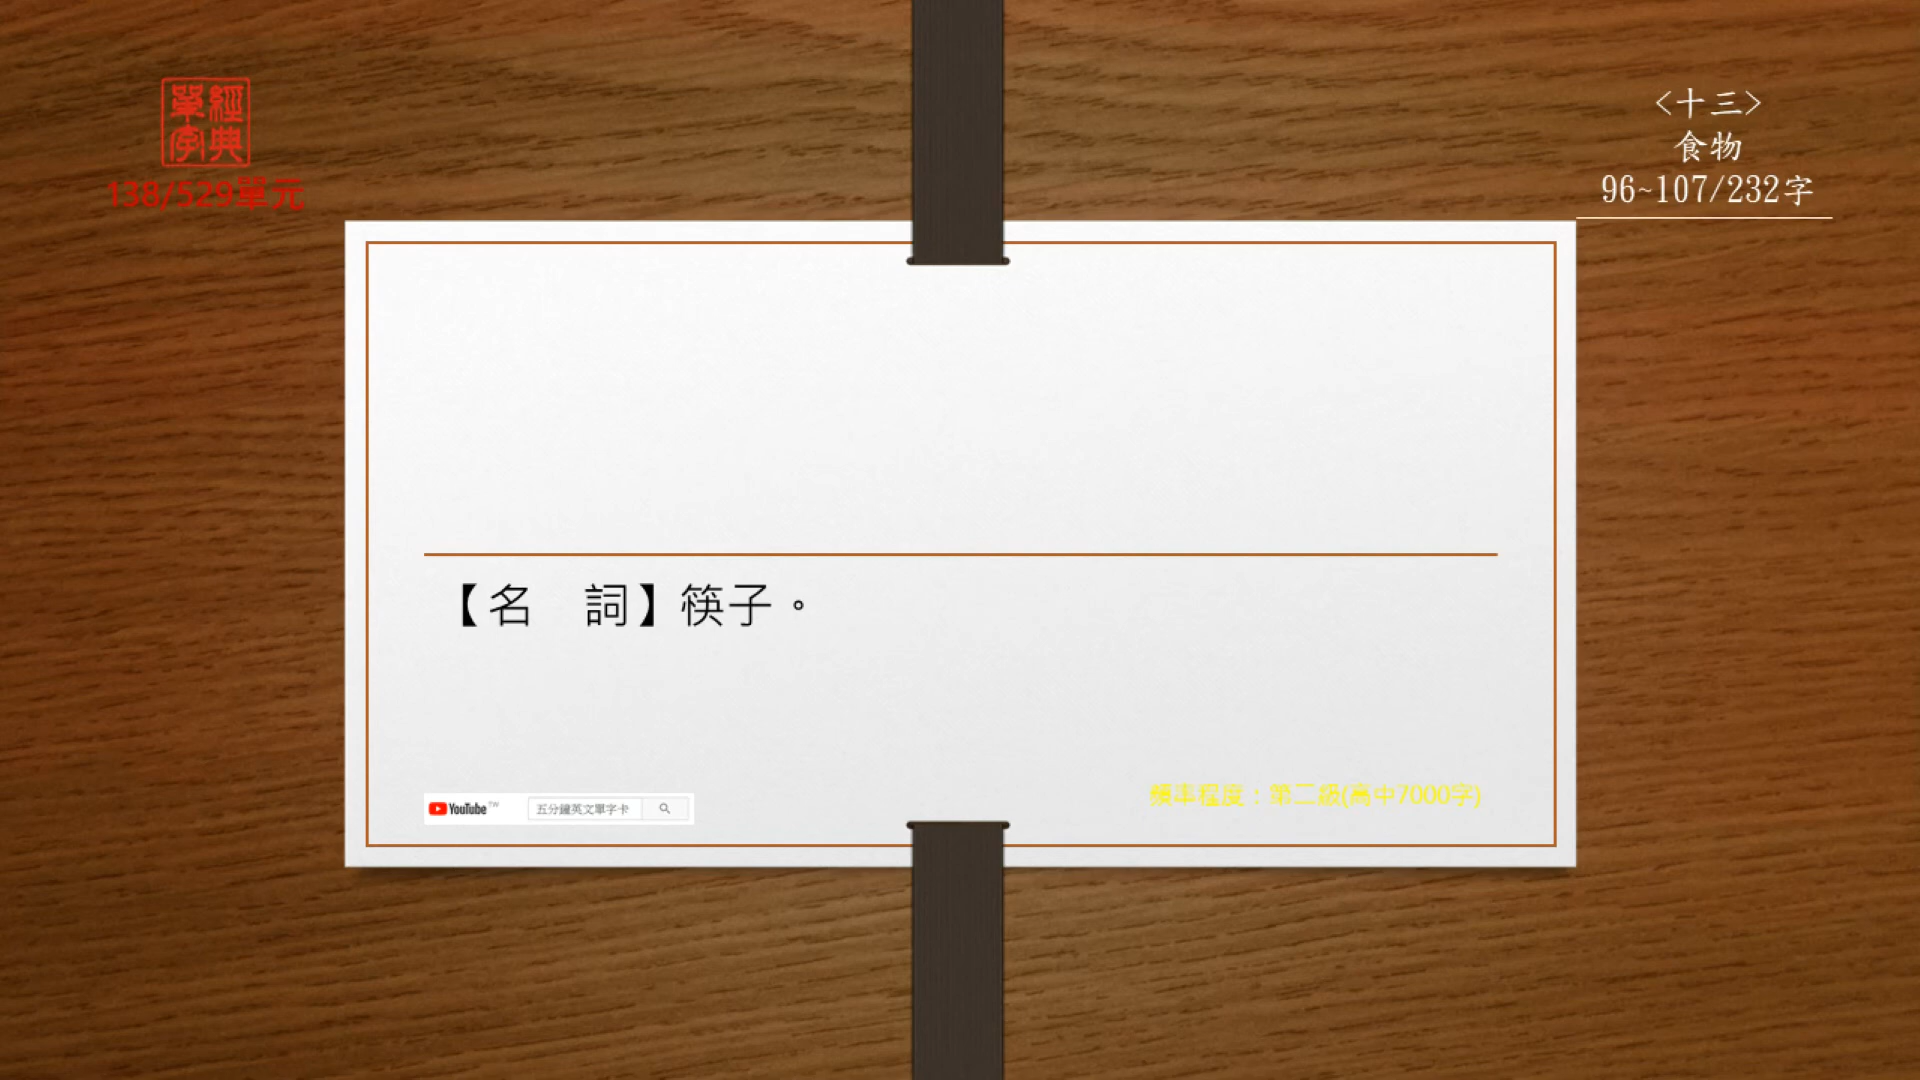 經典
單字
138/529單元
<十三>
食物
96~107/232字
【名　詞】筷子。
YouTube TW
五分鐘英文單字卡
頻率程度：第二級(高中7000字)